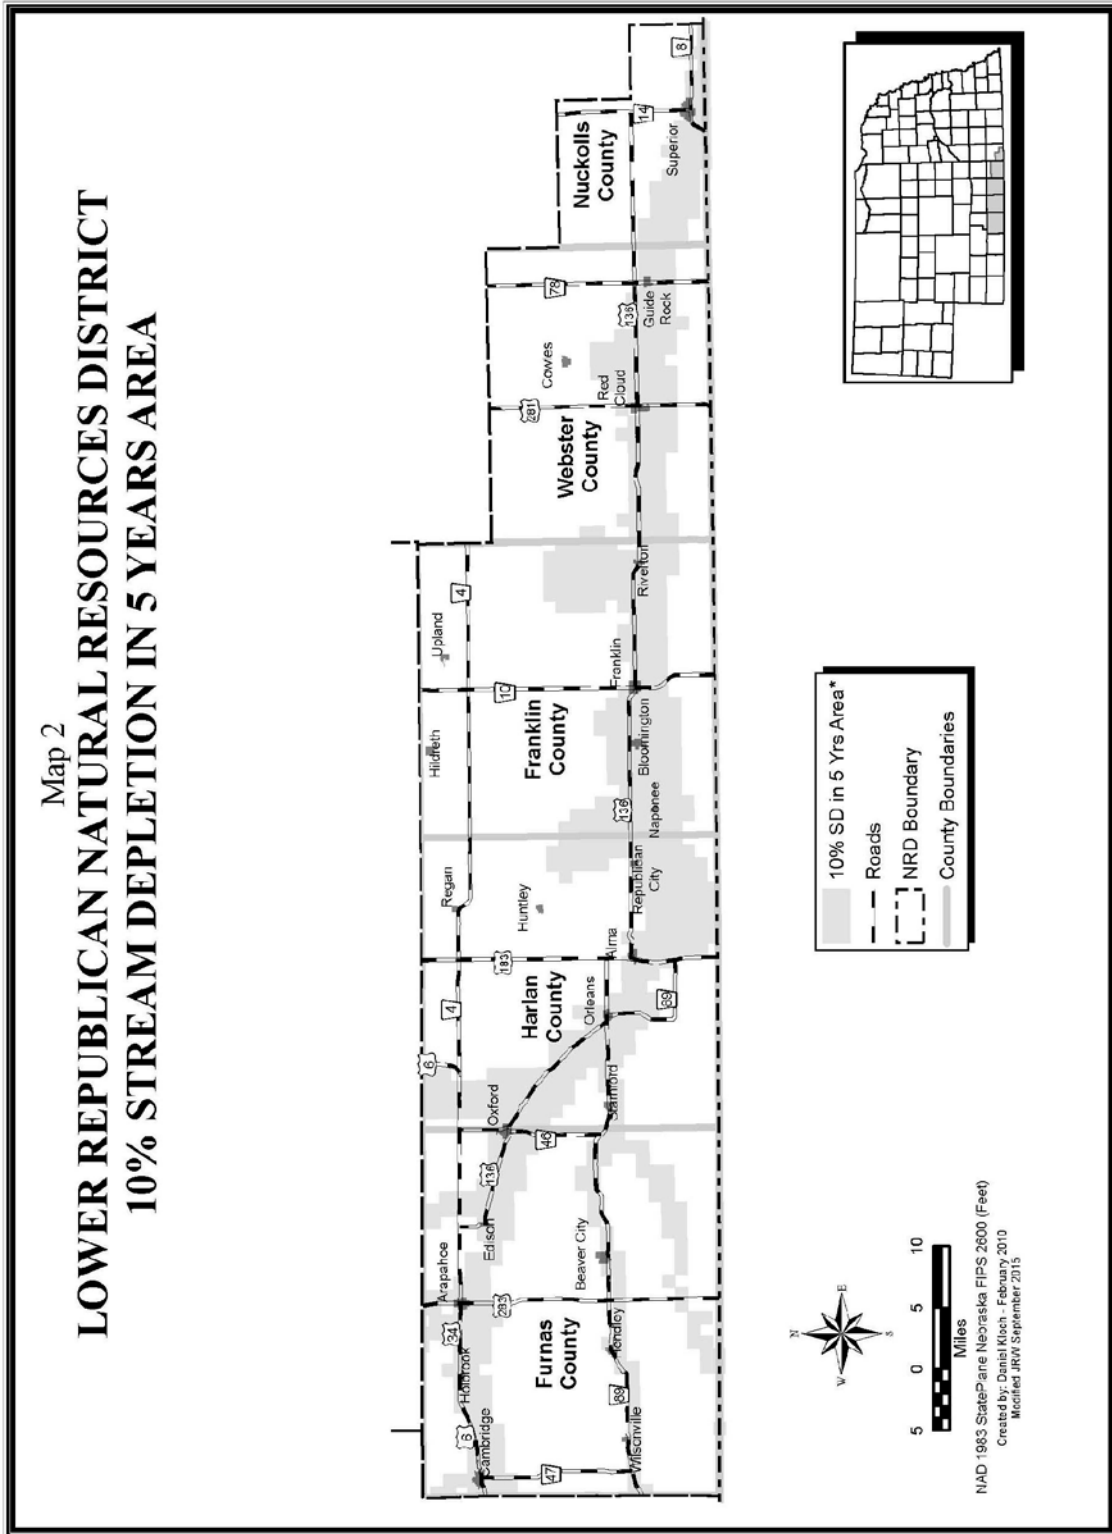 Map 2
LOWER REPUBLICAN NATURAL RESOURCES DISTRICT
10% STREAM DEPLETION IN 5 YEARS AREA
Cambridge
6
Holbrook
34
Arapahoe
Edison
136
Oxford
6
4
Regan
Hildreth
Upland
4
47
Furnas
County
283
46
Harlan
County
183
Huntley
Franklin
County
10
Webster
County
281
Cowles
78
Nuckolls
County
Wilsonville
89
Hendley
Beaver City
Stamford
Orleans
Alma
89
Republican
City
136
Naponee
Bloomington
Franklin
Riverton
Red
Cloud
136
Guide
Rock
14
Superior
8
N
W
E
S
5
0
5
10
Miles
NAD 1983 StatePlane Nebraska FIPS 2600 (Feet)
Created by: Daniel Kloch - February 2010
Modified JRW September 2015
10% SD in 5 Yrs Area*
Roads
NRD Boundary
County Boundaries